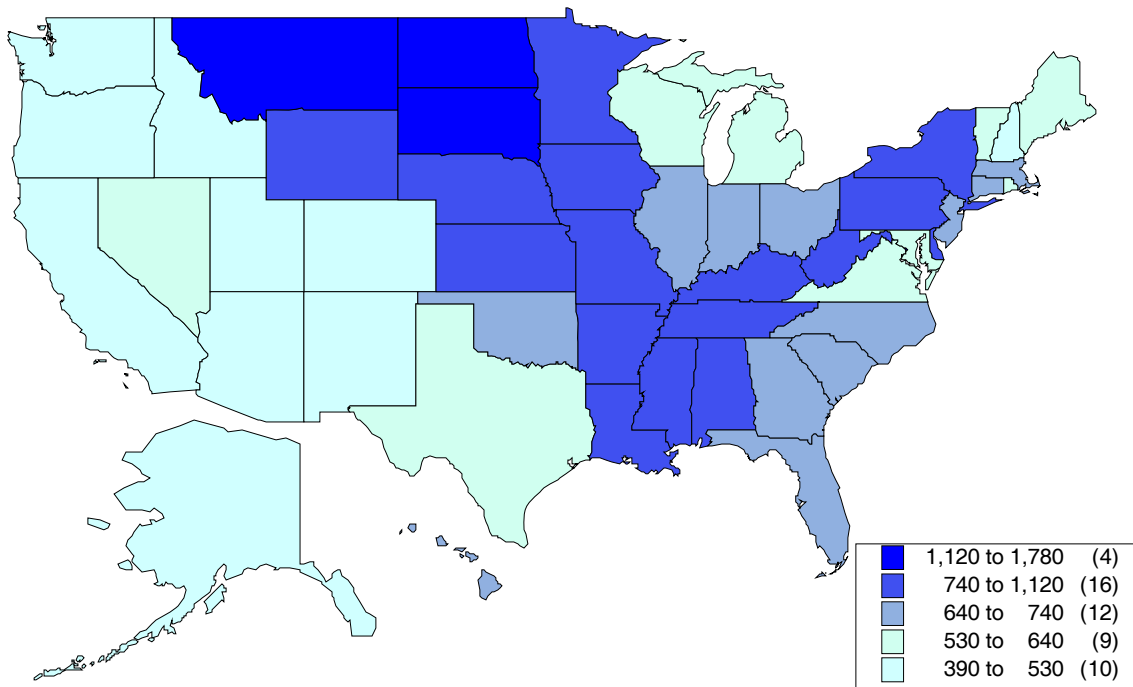 1,120 to 1,780 (4)
740 to 1,120 (16)
640 to 740 (12)
530 to 640 (9)
390 to 530 (10)